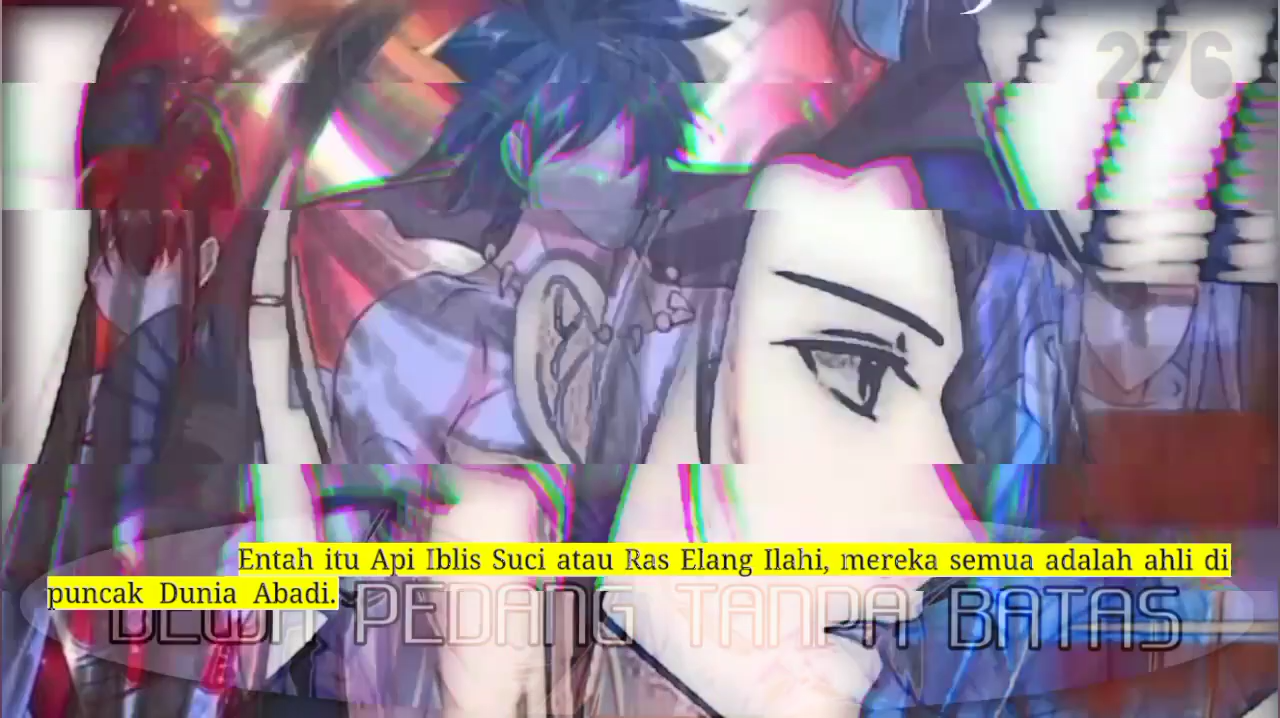 276
Entah itu Api Iblis Suci atau Ras Elang Ilahi, mereka semua adalah ahli di
puncak Dunia Abadi.
DEWA PEDANG TANPA BATAS